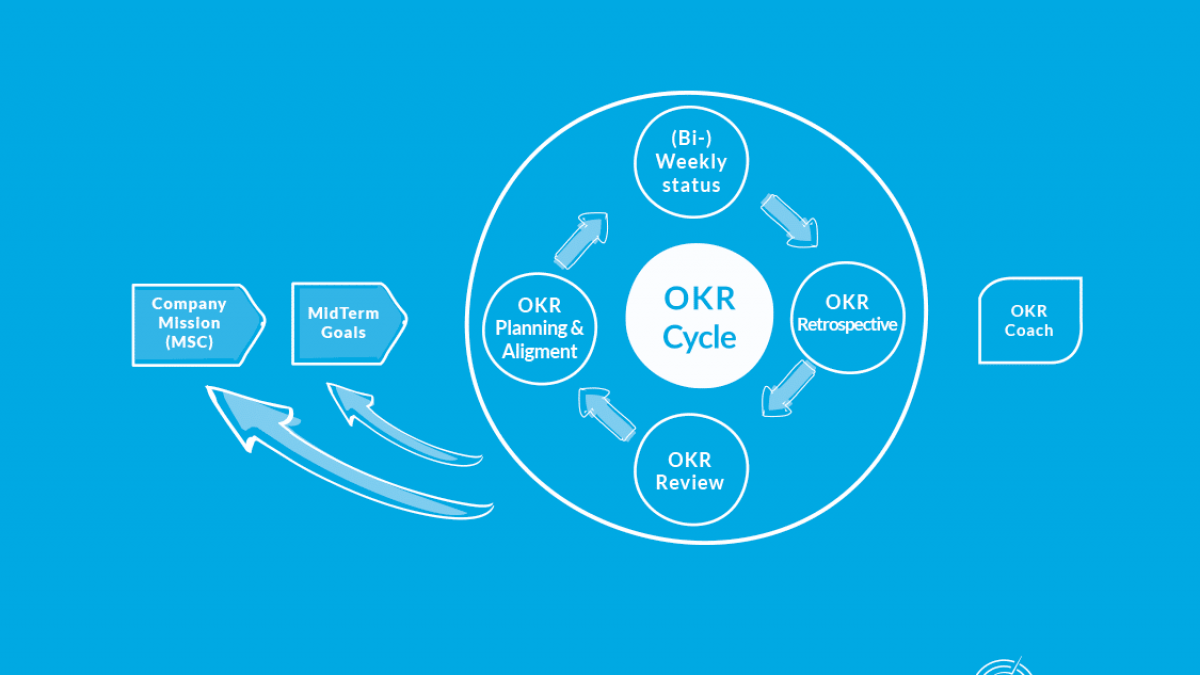 Company
Mission
(MSC)
MIdTerm
Goals
(Bi-)
Weekly
status
OKR
Planning &
Aligment
OKR
Cycle
OKR
Retrospective
OKR
Review
OKR
Coach